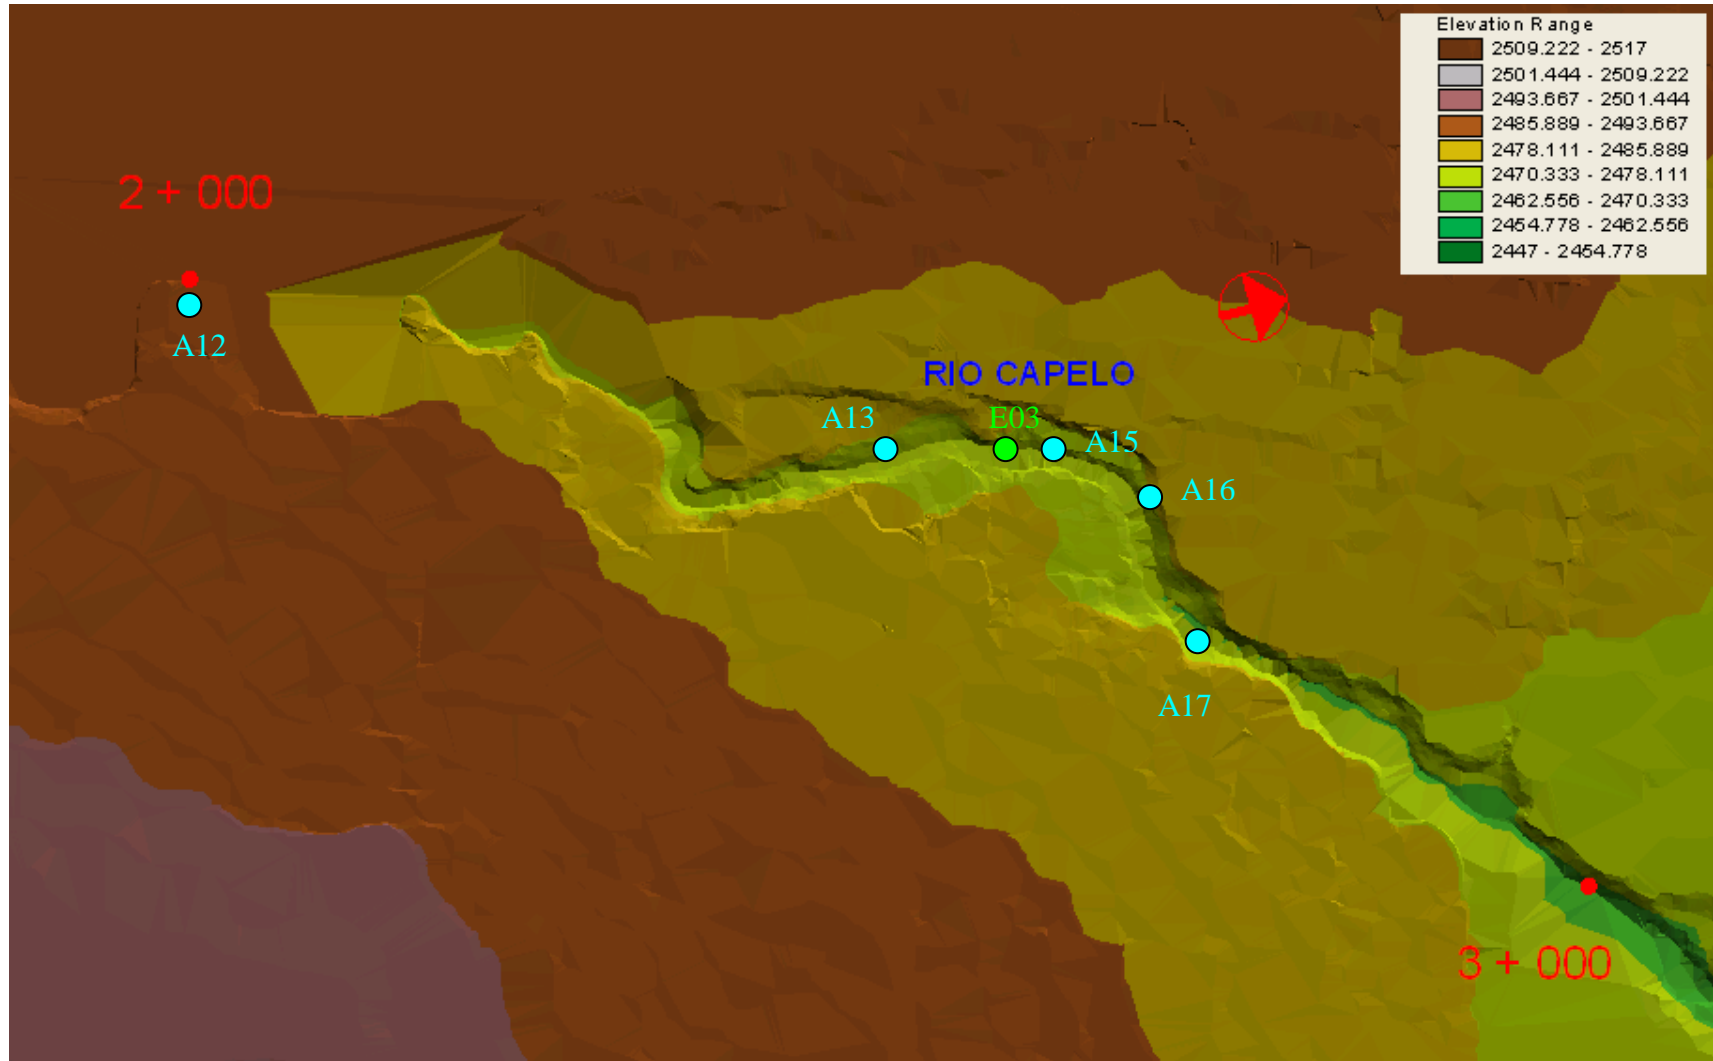 Elevation Range
2509.222 - 2517
2501.444 - 2509.222
2493.667 - 2501.444
2485.889 - 2493.667
2478.111 - 2485.889
2470.333 - 2478.111
2462.556 - 2470.333
2454.778 - 2462.556
2447 - 2454.778
2 + 000
A12
RIO CAPELO
A13
E03
A15
A16
A17
3 + 000